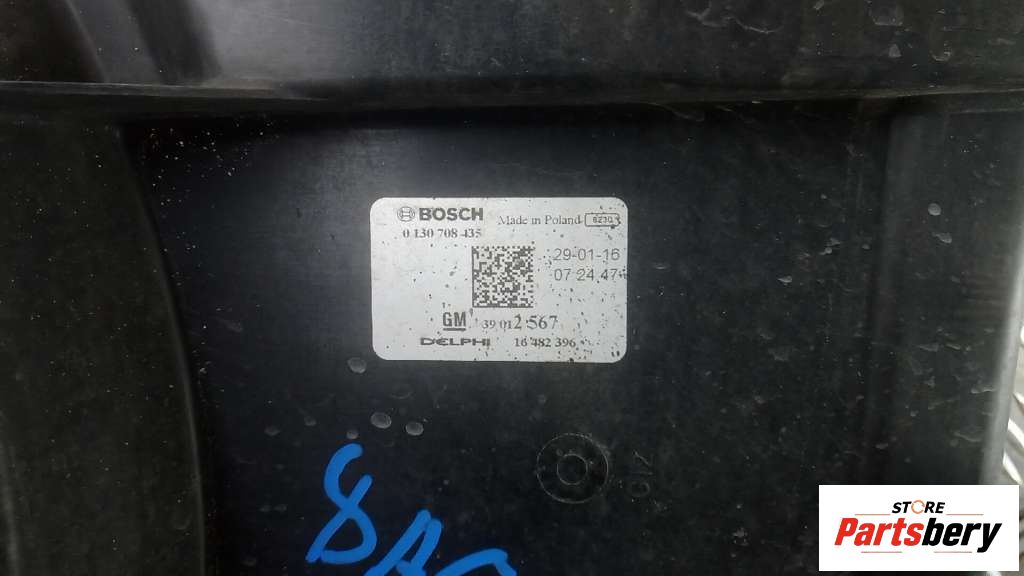 BOSCH Made in Poland 6230
0 130 708 435
29-01-16
07 24 47
GM 39 012 567
DELPHI 16 482 396
STORE
Partsbery